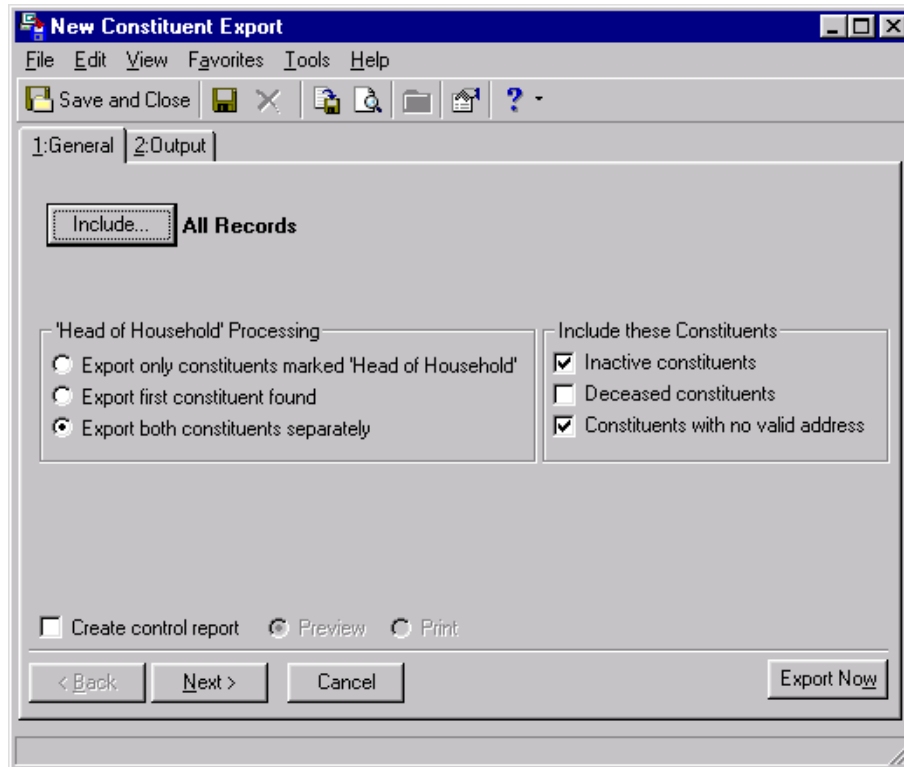 New Constituent Export
File Edit View Favorites Tools Help
Save and Close ?
1:General 2:Output
Include... All Records
'Head of Household' Processing
Export only constituents marked 'Head of Household'
Export first constituent found
Export both constituents separately
Include these Constituents
Inactive constituents
Deceased constituents
Constituents with no valid address
Create control report Preview Print
< Back Next > Cancel Export Now